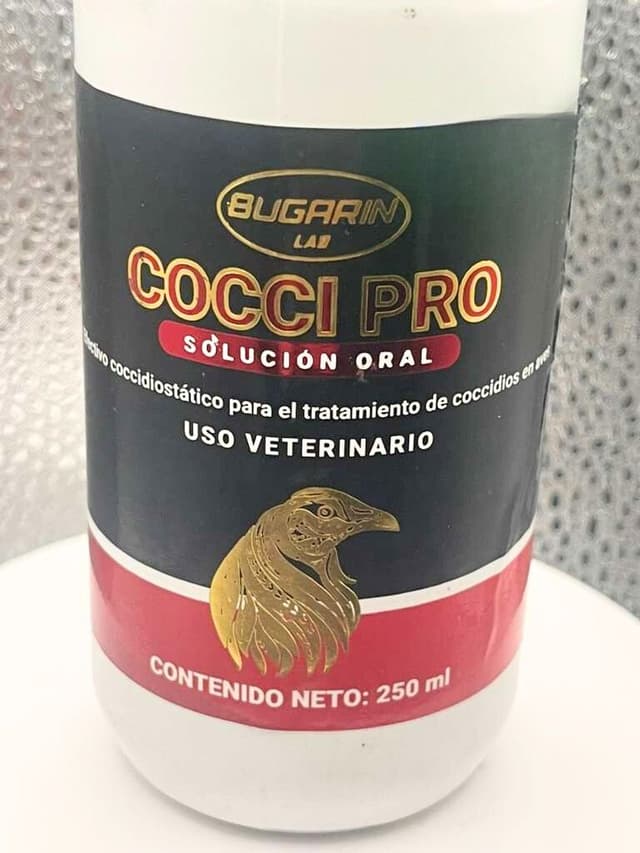 BUGARIN
LAB
COCCI PRO
SOLUCIÓN ORAL
coccidiostático para el tratamiento de coccidios en aves
USO VETERINARIO
CONTENIDO NETO: 250 ml